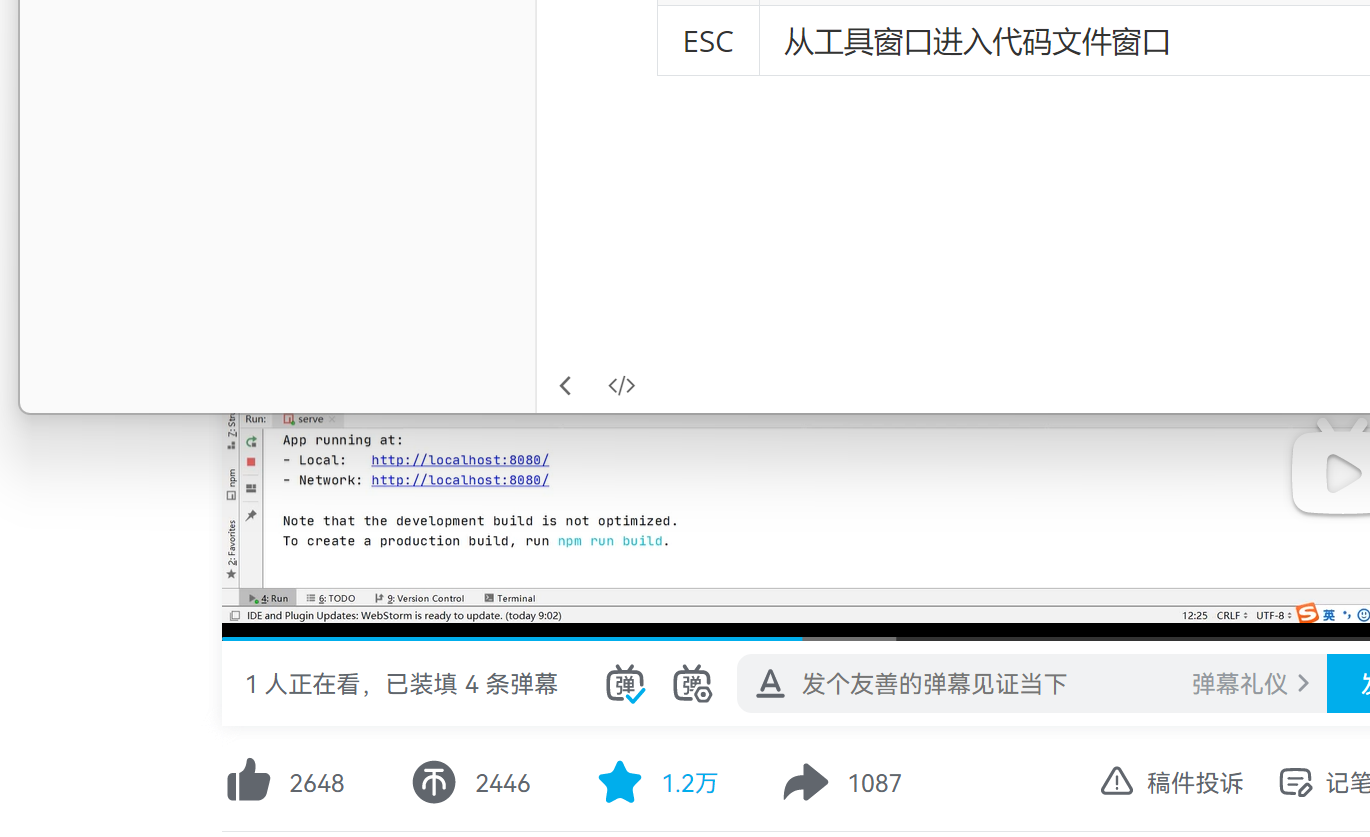 ESC 从工具窗口进入代码文件窗口
</>
Run: serve
App running at:
- Local: http://localhost:8080/
- Network: http://localhost:8080/
npm
Note that the development build is not optimized.
To create a production build, run npm run build.
2: Favorites
4: Run 6: TODO 9: Version Control Terminal
IDE and Plugin Updates: WebStorm is ready to update. (today 9:02) 12:25 CRLF UTF-8 英
1 人正在看，已装填 4 条弹幕 弹 弹 A 发个友善的弹幕见证当下 弹幕礼仪
2648 2446 1.2万 1087 稿件投诉 记笔